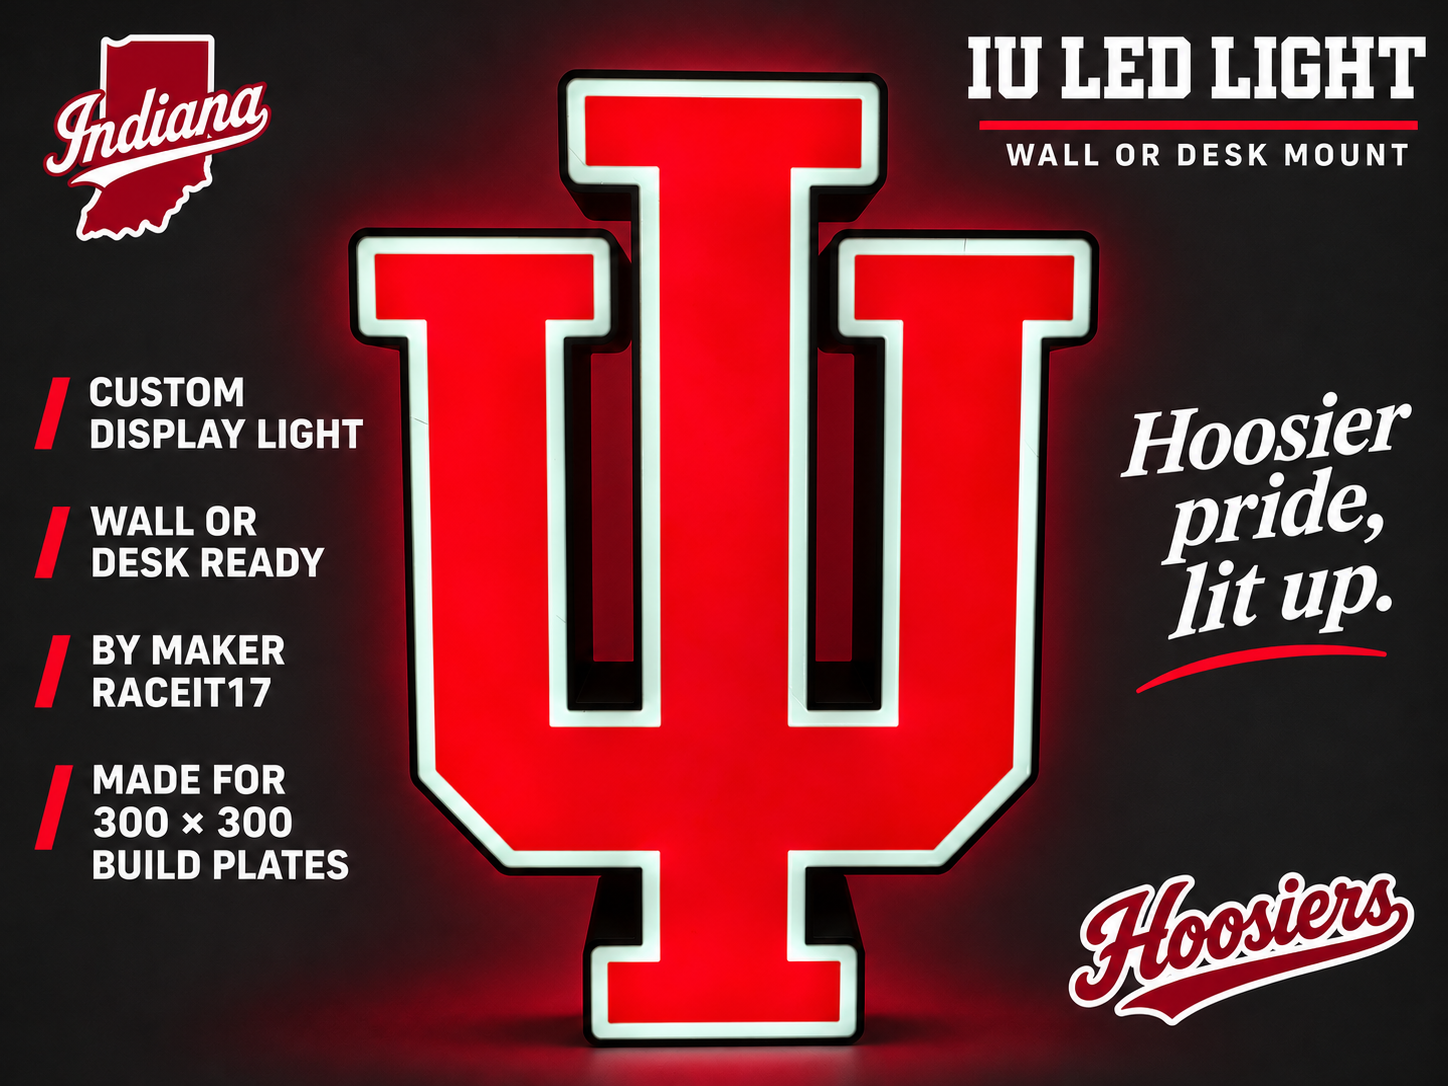 Indiana
IU LED LIGHT
WALL OR DESK MOUNT
CUSTOM
DISPLAY LIGHT
WALL OR
DESK READY
BY MAKER
RACEIT17
MADE FOR
300 × 300
BUILD PLATES
Hoosier
pride,
lit up.
Hoosiers